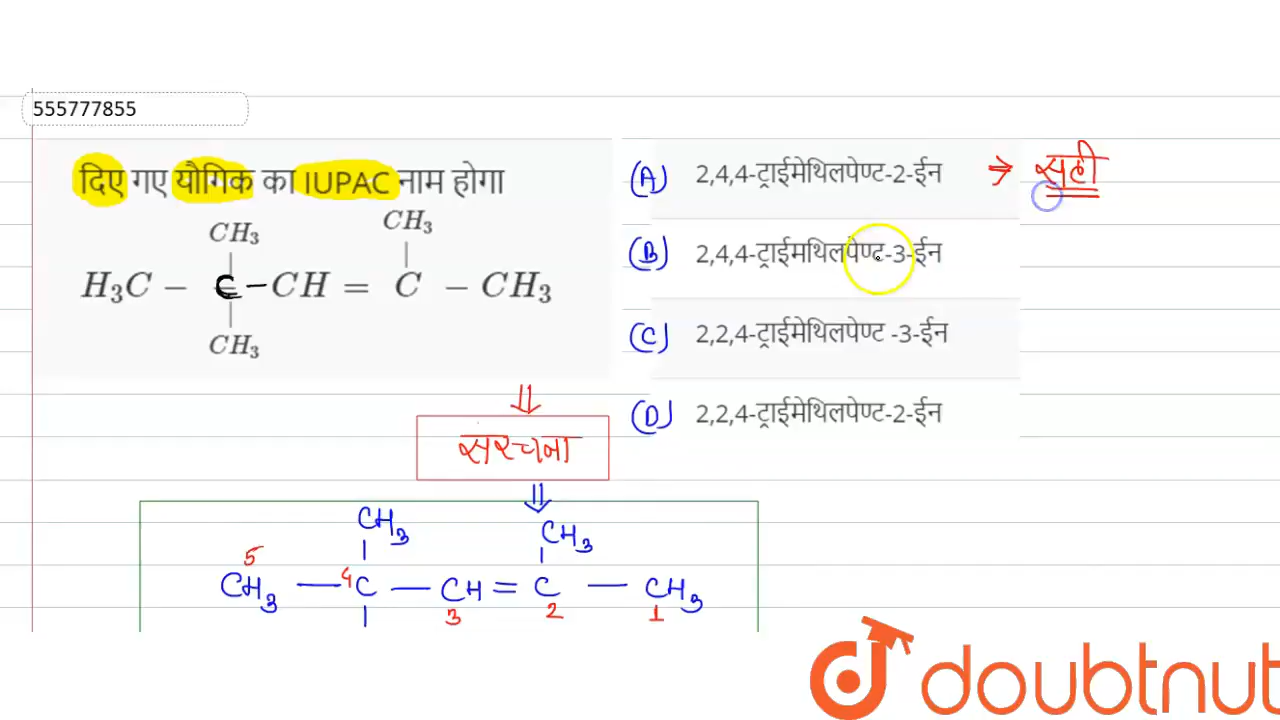 555777855
दिए गए यौगिक का IUPAC नाम होगा
CH3 CH3
| |
H3C - C - CH = C - CH3
|
CH3
(A) 2,4,4-ट्राईमेथिलपेण्ट-2-ईन ⇒ सही
(B) 2,4,4-ट्राईमथिलपेण्ट-3-ईन
(C) 2,2,4-ट्राईमेथिलपेण्ट -3-ईन
(D) 2,2,4-ट्राईमेथिलपेण्ट-2-ईन
⇓
सरचना
⇓
CH3 CH3
5 | |
CH3 — 4C — CH = C — CH3
| 3 2 1
doubtnut